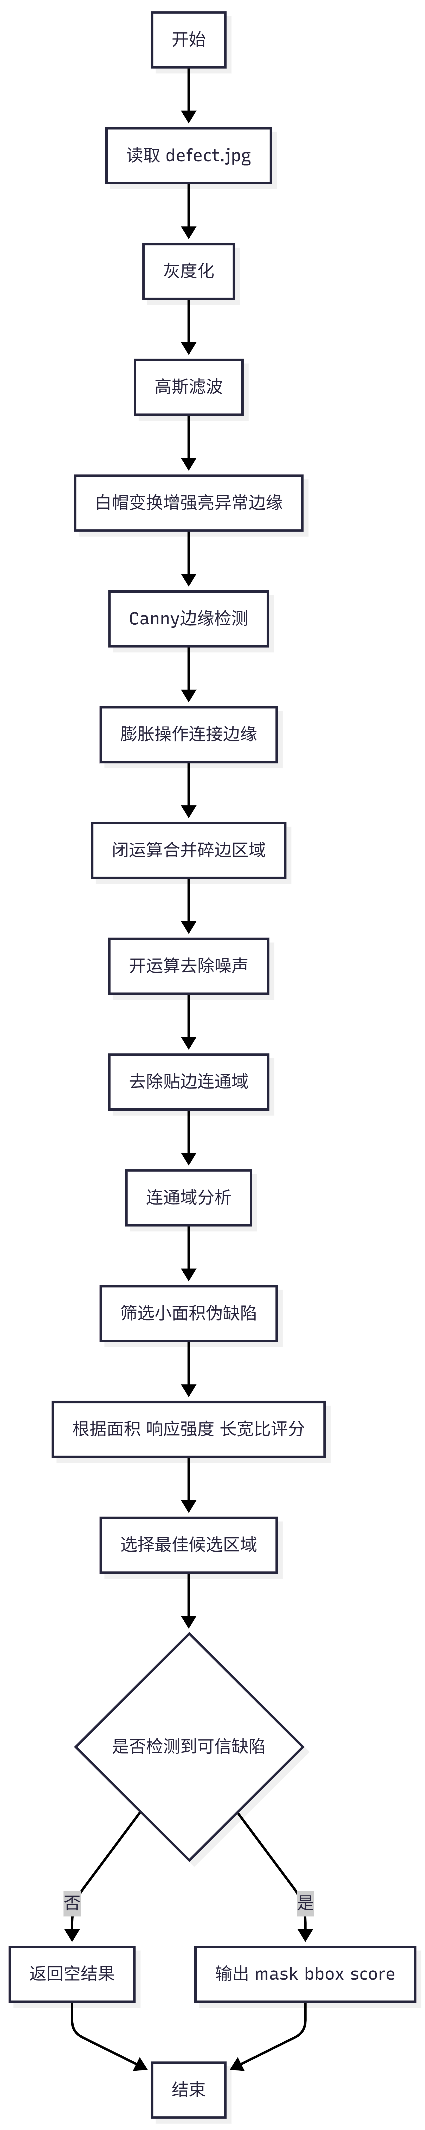 开始
读取 defect.jpg
灰度化
高斯滤波
白帽变换增强亮异常边缘
Canny边缘检测
膨胀操作连接边缘
闭运算合并碎边区域
开运算去除噪声
去除贴边连通域
连通域分析
筛选小面积伪缺陷
根据面积 响应强度 长宽比评分
选择最佳候选区域
是否检测到可信缺陷
否
是
返回空结果
输出 mask bbox score
结束